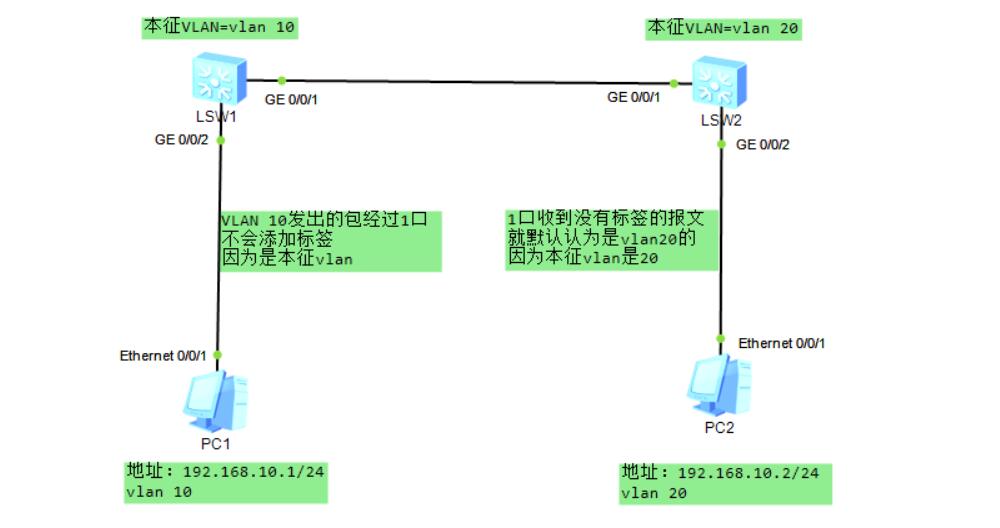 本征VLAN=vlan 10
本征VLAN=vlan 20
LSW1
GE 0/0/1
GE 0/0/1
LSW2
GE 0/0/2
GE 0/0/2
VLAN 10发出的包经过1口
不会添加标签
因为是本征vlan
1口收到没有标签的报文
就默认认为是vlan20的
因为本征vlan是20
Ethernet 0/0/1
Ethernet 0/0/1
PC1
PC2
地址: 192.168.10.1/24
vlan 10
地址: 192.168.10.2/24
vlan 20